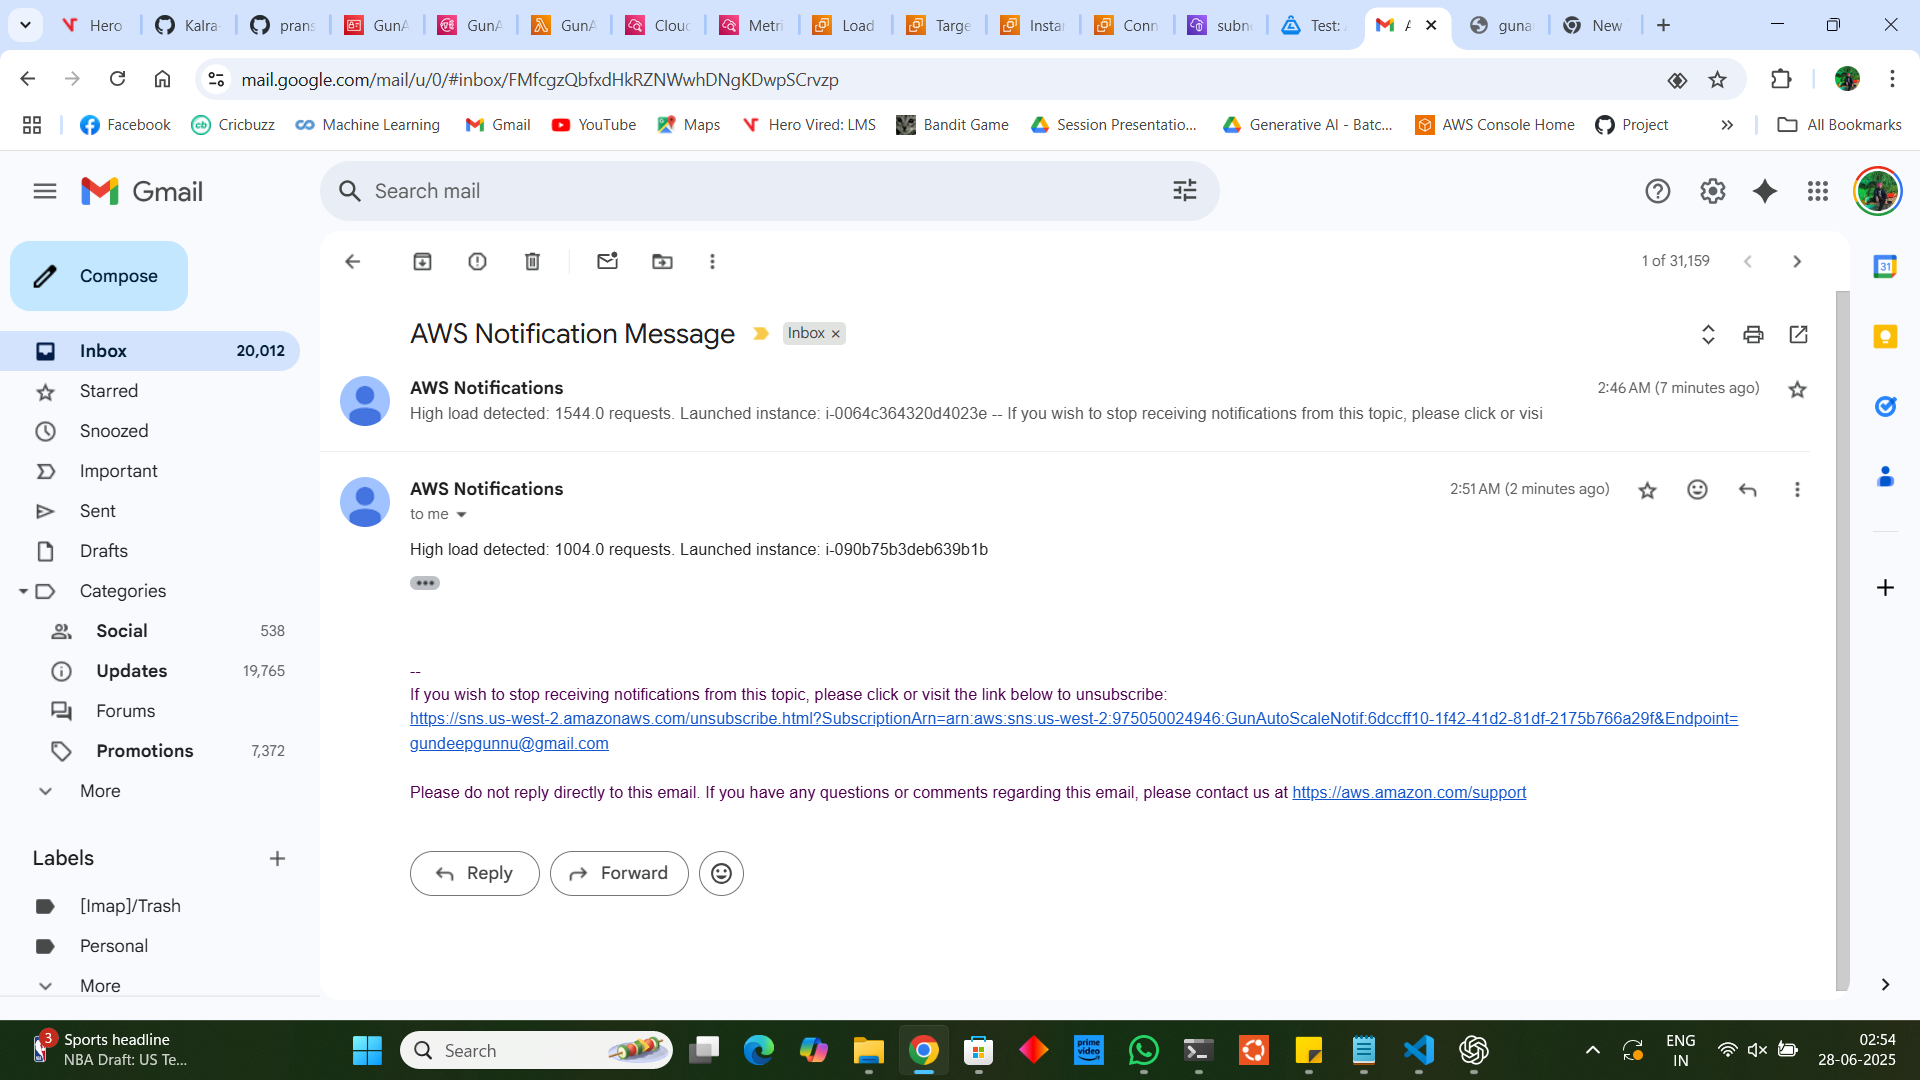 Hero
Kalra-
prans
GunA
GunA
GunA
Cloud
Metri
Load
Targe
Instar
Conn
subne
Test:
guna
New
mail.google.com/mail/u/0/#inbox/FMfcgzQbfxdHkRZNWwhDNgKDwpSCrvzp
Facebook
Cricbuzz
Machine Learning
Gmail
YouTube
Maps
Hero Vired: LMS
Bandit Game
Session Presentatio...
Generative AI - Batc...
AWS Console Home
Project
All Bookmarks
Gmail
Search mail
Compose
1 of 31,159
AWS Notification Message
Inbox ×
Inbox 20,012
Starred
Snoozed
Important
Sent
Drafts
Categories
Social 538
Updates 19,765
Forums
Promotions 7,372
More
Labels
[Imap]/Trash
Personal
More
AWS Notifications
2:46 AM (7 minutes ago)
High load detected: 1544.0 requests. Launched instance: i-0064c364320d4023e -- If you wish to stop receiving notifications from this topic, please click or visi
AWS Notifications
2:51 AM (2 minutes ago)
to me
High load detected: 1004.0 requests. Launched instance: i-090b75b3deb639b1b
--
If you wish to stop receiving notifications from this topic, please click or visit the link below to unsubscribe:
https://sns.us-west-2.amazonaws.com/unsubscribe.html?SubscriptionArn=arn:aws:sns:us-west-2:975050024946:GunAutoScaleNotif:6dccff10-1f42-41d2-81df-2175b766a29f&Endpoint=
gundeepgunnu@gmail.com
Please do not reply directly to this email. If you have any questions or comments regarding this email, please contact us at https://aws.amazon.com/support
Reply
Forward
31
3
Sports headline
NBA Draft: US Te...
Search
prime video
ENG
IN
02:54
28-06-2025